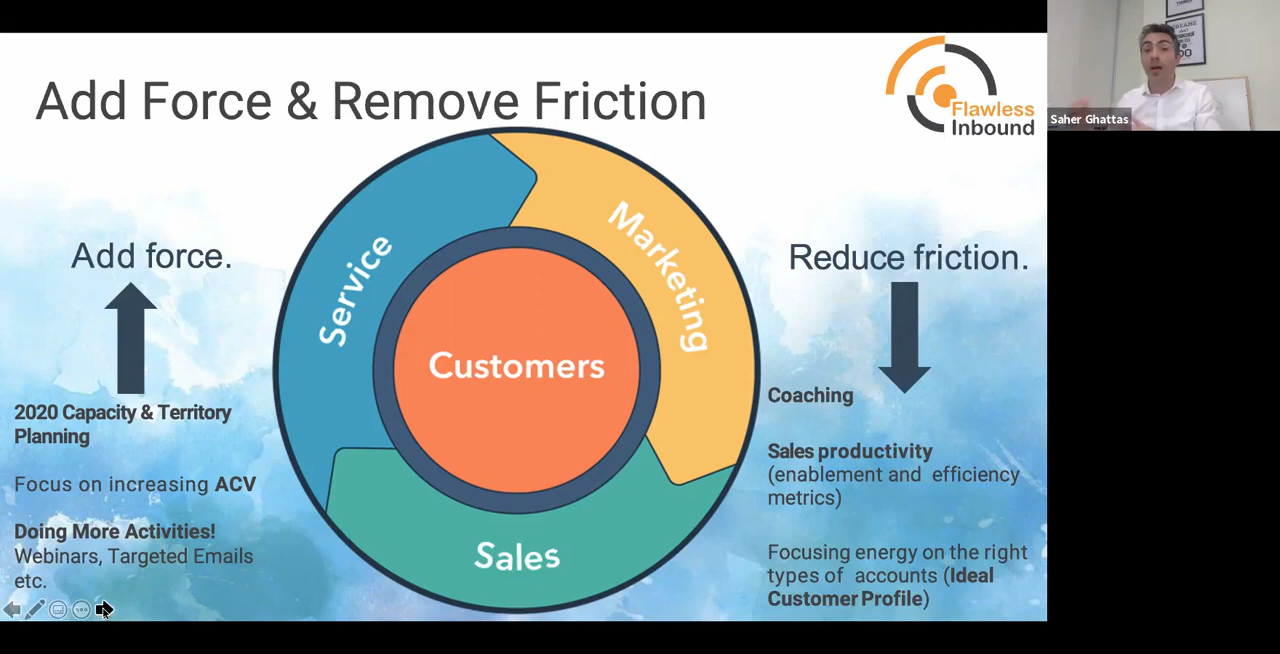 Add Force & Remove Friction
Flawless
Inbound
DREAMS
Saher Ghattas
Add force.
Reduce friction.
Service
Marketing
Customers
Sales
2020 Capacity & Territory
Planning
Focus on increasing ACV
Doing More Activities!
Webinars, Targeted Emails
etc.
Coaching
Sales productivity
(enablement and efficiency
metrics)
Focusing energy on the right
types of accounts (Ideal
Customer Profile)